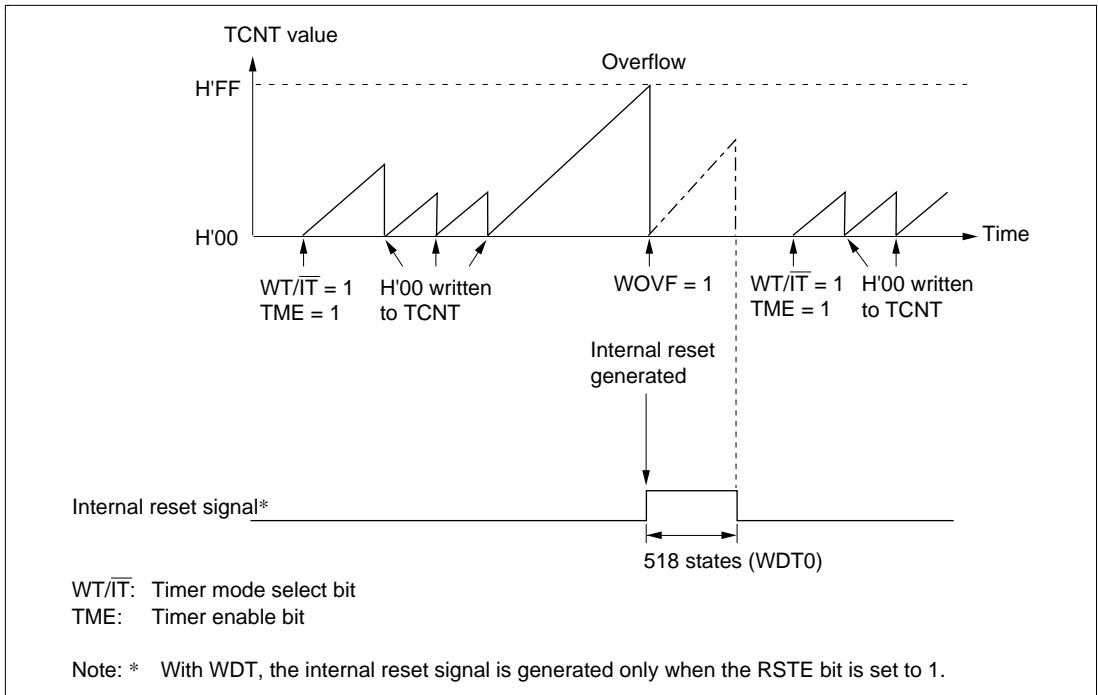 TCNT value
Overflow
H'FF
H'00
Time
WT/IT = 1
TME = 1
H'00 written
to TCNT
WOVF = 1
WT/IT = 1
TME = 1
H'00 written
to TCNT
Internal reset
generated
Internal reset signal*
518 states (WDT0)
WT/IT: Timer mode select bit
TME: Timer enable bit
Note: * With WDT, the internal reset signal is generated only when the RSTE bit is set to 1.